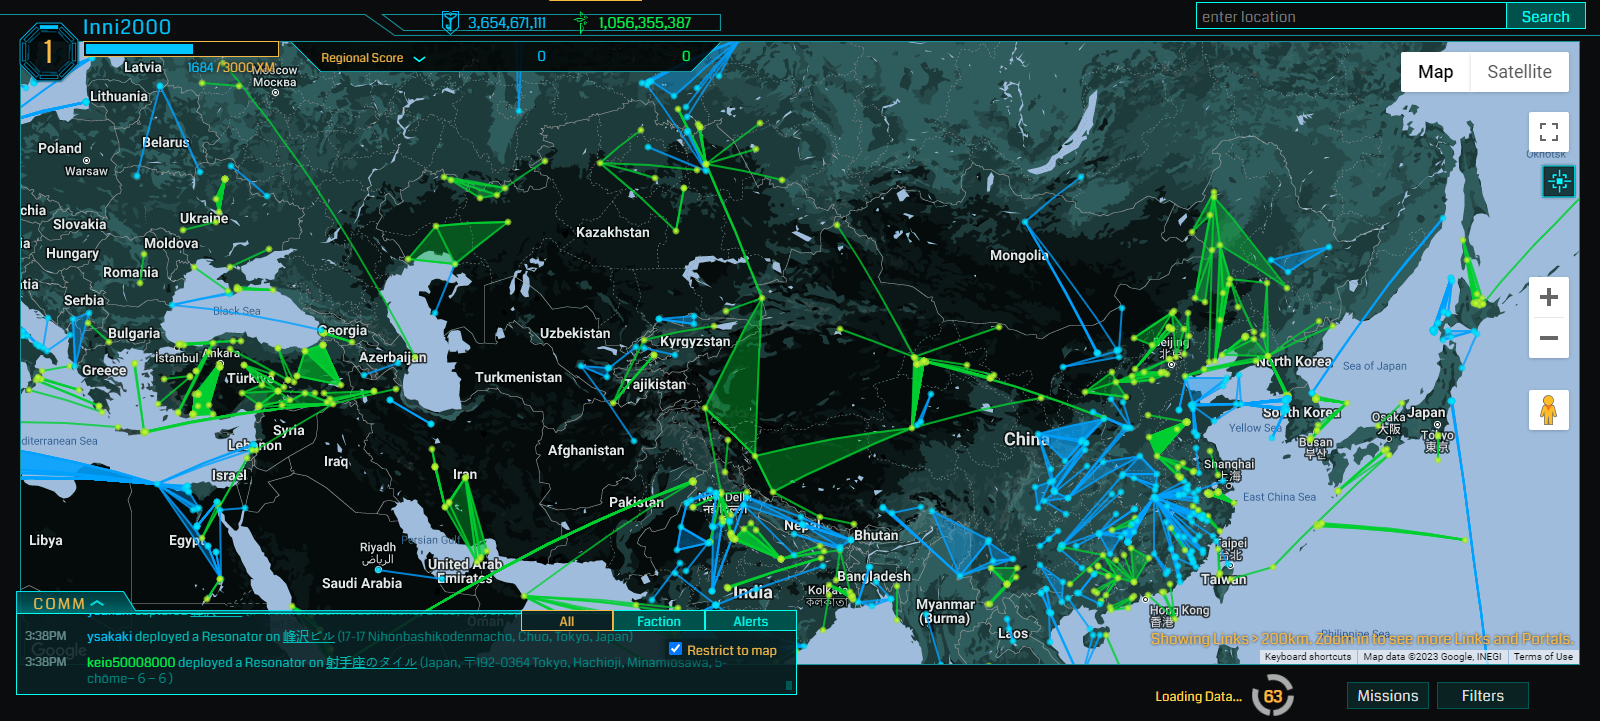 Inni2000
1
1684 / 3000 XM
3,654,671,111
1,056,355,387
enter location
Search
Regional Score
0
0
Map
Satellite
Latvia
Moscow
Москва
Lithuania
Belarus
Poland
Warsaw
Okhotsk
Ukraine
Slovakia
Moldova
Hungary
Romania
Serbia
Kazakhstan
Mongolia
Black Sea
Bulgaria
Georgia
Istanbul
Ankara
Azerbaijan
Uzbekistan
Kyrgyzstan
Beijing
North Korea
Sea of Japan
Greece
Türkiye
Turkmenistan
Tajikistan
South Korea
Osaka
大阪
Japan
Tokyo
東京
Yellow Sea
Busan
부산
Syria
Lebanon
China
Iraq
Afghanistan
Israel
Iran
Shanghai
上海
East China Sea
Pakistan
New Delhi
Nepal
Bhutan
Libya
Egypt
Persian Gulf
Riyadh
الرياض
Saudi Arabia
United Arab
Emirates
Taipei
台北
Taiwan
Bangladesh
India
Kolkata
কলকাতা
Myanmar
(Burma)
Hong Kong
香港
Laos
Oman
Philippine Sea
Showing Links > 200km. Zoom in to see more Links and Portals.
Google
Keyboard shortcuts
Map data ©2023 Google, INEGI
Terms of Use
COMM
All
Faction
Alerts
3:38PM ysakaki deployed a Resonator on 峰沢ビル (17-17 Nihonbashikodenmacho, Chuo, Tokyo, Japan)
Restrict to map
3:38PM keio50008000 deployed a Resonator on 射手座のタイル (Japan, 〒192-0364 Tokyo, Hachioji, Minamiosawa, 5-
chōme−６−６)
Loading Data...
63
Missions
Filters